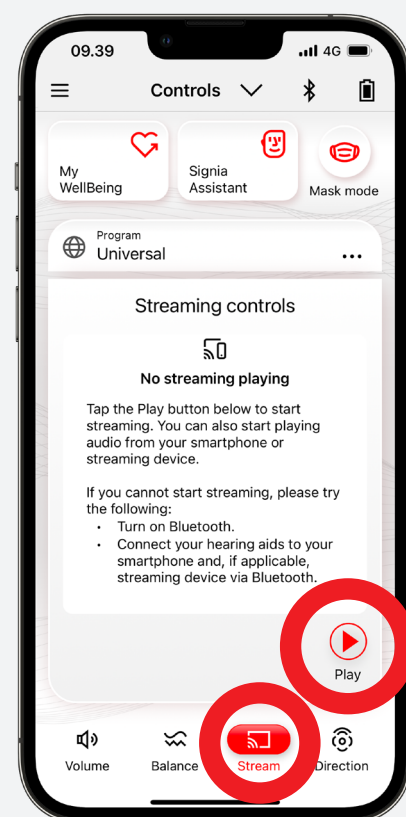 09.39
4G
Controls
My
WellBeing
Signia
Assistant
Mask mode
Program
Universal
Streaming controls
No streaming playing
Tap the Play button below to start
streaming. You can also start playing
audio from your smartphone or
streaming device.
If you cannot start streaming, please try
the following:
• Turn on Bluetooth.
• Connect your hearing aids to your
smartphone and, if applicable,
streaming device via Bluetooth.
Play
Volume
Balance
Stream
Direction